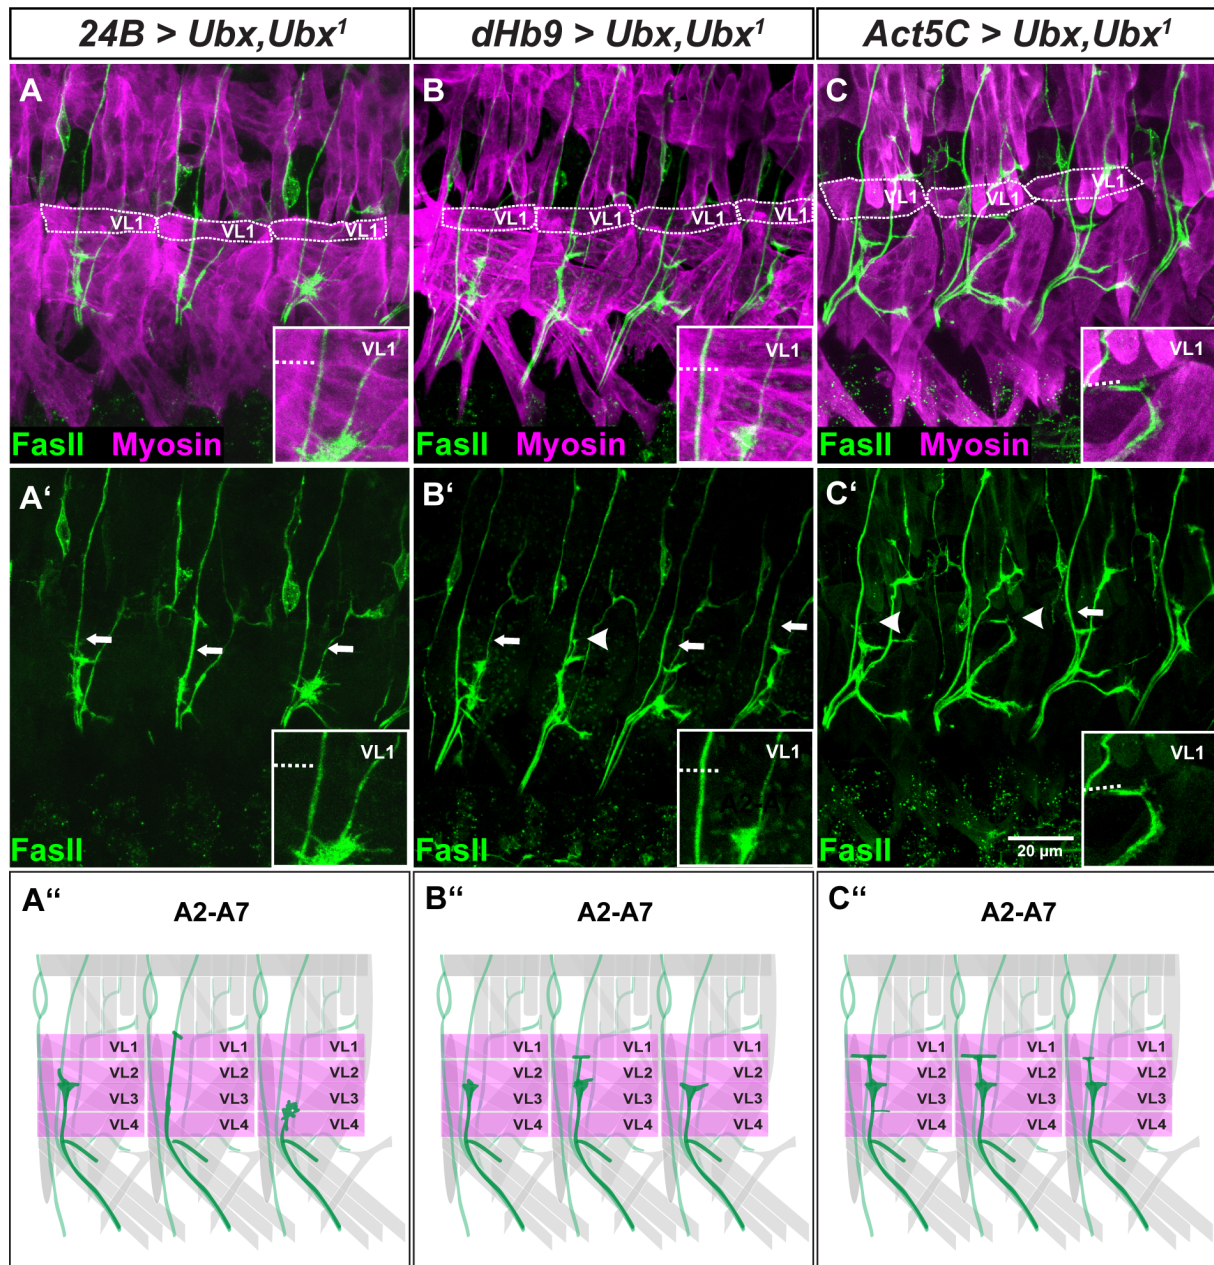 24B > Ubx,Ubx¹
dHb9 > Ubx,Ubx¹
Act5C > Ubx,Ubx¹
A
VL1
VL1
VL1
VL1
FasII Myosin
B
VL1
VL1
VL1
VL1
VL1
FasII Myosin
C
VL1
VL1
VL1
VL1
FasII Myosin
A‘
VL1
FasII
B‘
VL1
A2-A7
FasII
C‘
VL1
20 µm
FasII
A“
A2-A7
VL1 VL1 VL1
VL2 VL2 VL2
VL3 VL3 VL3
VL4 VL4 VL4
B“
A2-A7
VL1 VL1 VL1
VL2 VL2 VL2
VL3 VL3 VL3
VL4 VL4 VL4
C“
A2-A7
VL1 VL1 VL1
VL2 VL2 VL2
VL3 VL3 VL3
VL4 VL4 VL4